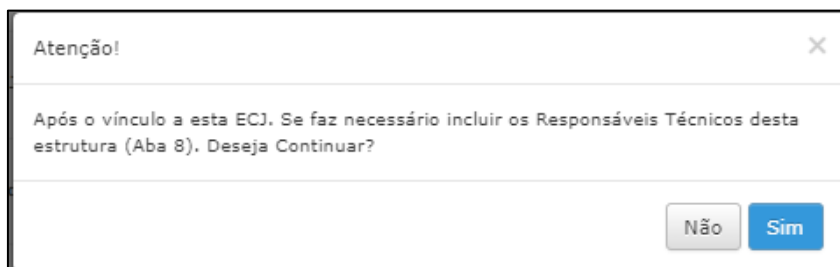 Atenção!
×
Após o vínculo a esta ECJ. Se faz necessário incluir os Responsáveis Técnicos desta
estrutura (Aba 8). Deseja Continuar?
Não
Sim